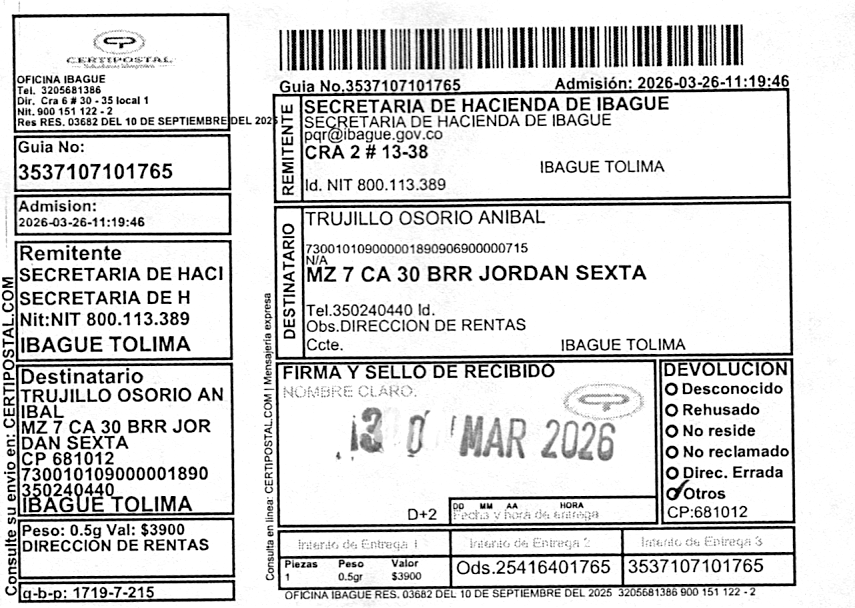 CERTIPOSTAL
OFICINA IBAGUE
Tel. 3205681386
Dir. Cra 6 # 30 - 35 local 1
Nit. 900 151 122 - 2
Res RES. 03682 DEL 10 DE SEPTIEMBRE DEL 2025
Guia No:
3537107101765
Admision:
2026-03-26-11:19:46
Remitente
SECRETARIA DE HACI
SECRETARIA DE H
Nit:NIT 800.113.389
IBAGUE TOLIMA
Destinatario
TRUJILLO OSORIO AN
IBAL
MZ 7 CA 30 BRR JOR
DAN SEXTA
CP 681012
730010109000001890
350240440
IBAGUE TOLIMA
Peso: 0.5g Val: $3900
DIRECCION DE RENTAS
q-b-p: 1719-7-215
Consulte su envio en: CERTIPOSTAL.COM
Guia No.3537107101765 Admisión: 2026-03-26-11:19:46
REMITENTE
SECRETARIA DE HACIENDA DE IBAGUE
SECRETARIA DE HACIENDA DE IBAGUE
pqr@ibague.gov.co
CRA 2 # 13-38
IBAGUE TOLIMA
Id. NIT 800.113.389
DESTINATARIO
TRUJILLO OSORIO ANIBAL
730010109000001890906900000715
N/A
MZ 7 CA 30 BRR JORDAN SEXTA
Tel.350240440 Id.
Obs.DIRECCION DE RENTAS
Ccte. IBAGUE TOLIMA
Consulta en linea: CERTIPOSTAL.COM | Mensajeria expresa
FIRMA Y SELLO DE RECIBIDO
NOMBRE CLARO.
30 MAR 2026
D+2
DD MM AA HORA
Fecha y hora de entrega
DEVOLUCION
Desconocido
Rehusado
No reside
No reclamado
Direc. Errada
Otros
CP:681012
Intento de Entrega 1 Intento de Entrega 2 Intento de Entrega 3
Piezas Peso Valor
1 0.5gr $3900
Ods.25416401765 3537107101765
OFICINA IBAGUE RES. 03682 DEL 10 DE SEPTIEMBRE DEL 2025 3205681386 900 151 122 - 2